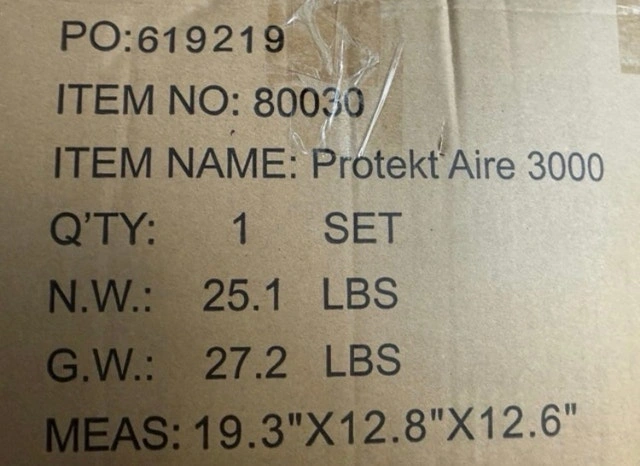 PO:619219
ITEM NO: 80030
ITEM NAME: Protekt Aire 3000
Q'TY: 1 SET
N.W.: 25.1 LBS
G.W.: 27.2 LBS
MEAS: 19.3"X12.8"X12.6"